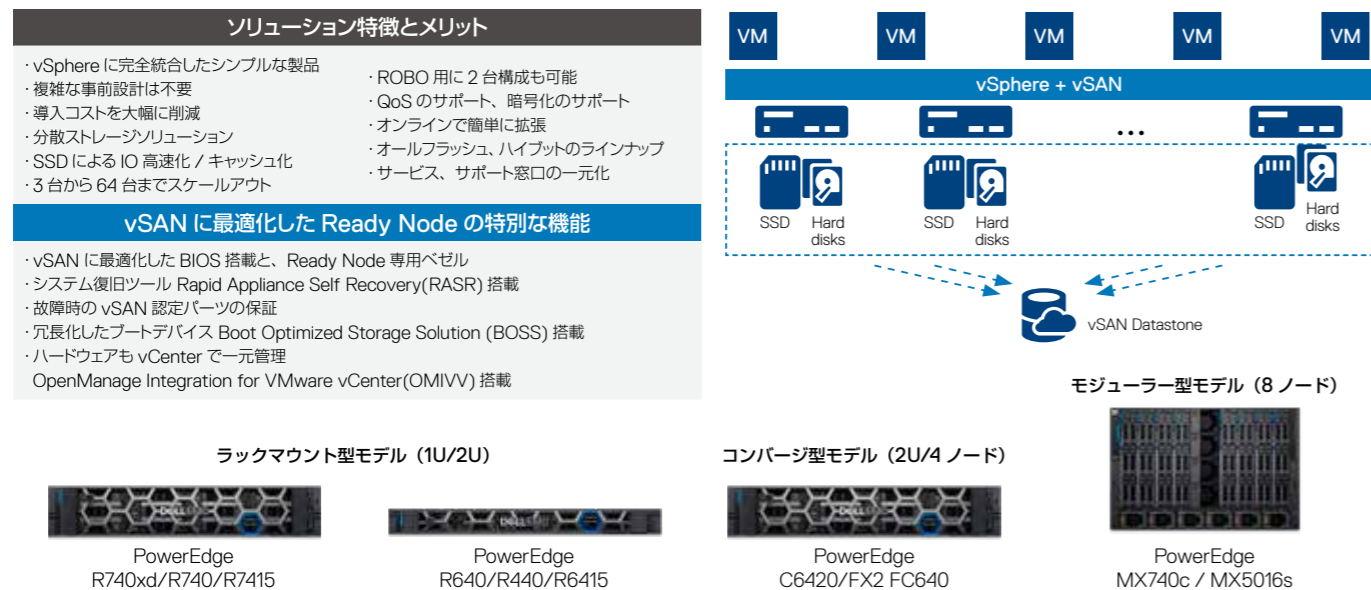 ソリューション特徴とメリット
· vSphere に完全統合したシンプルな製品
· 複雑な事前設計は不要
· 導入コストを大幅に削減
· 分散ストレージソリューション
· SSD による IO 高速化 / キャッシュ化
· 3 台から 64 台までスケールアウト
· ROBO 用に 2 台構成も可能
· QoS のサポート、暗号化のサポート
· オンラインで簡単に拡張
· オールフラッシュ、ハイブットのラインナップ
· サービス、サポート窓口の一元化
vSAN に最適化した Ready Node の特別な機能
· vSAN に最適化した BIOS 搭載と、Ready Node 専用ベゼル
· システム復旧ツール Rapid Appliance Self Recovery(RASR) 搭載
· 故障時の vSAN 認定パーツの保証
· 冗長化したブートデバイス Boot Optimized Storage Solution (BOSS) 搭載
· ハードウェアも vCenter で一元管理
OpenManage Integration for VMware vCenter(OMIVV) 搭載
VM VM VM VM VM
vSphere + vSAN
...
SSD Hard disks
SSD Hard disks
SSD Hard disks
vSAN Datastone
ラックマウント型モデル（1U/2U）
DELLEMC
PowerEdge
R740xd/R740/R7415
DELLEMC
PowerEdge
R640/R440/R6415
コンバージ型モデル（2U/4 ノード）
DELLEMC
PowerEdge
C6420/FX2 FC640
モジューラー型モデル（8 ノード）
PowerEdge
MX740c / MX5016s